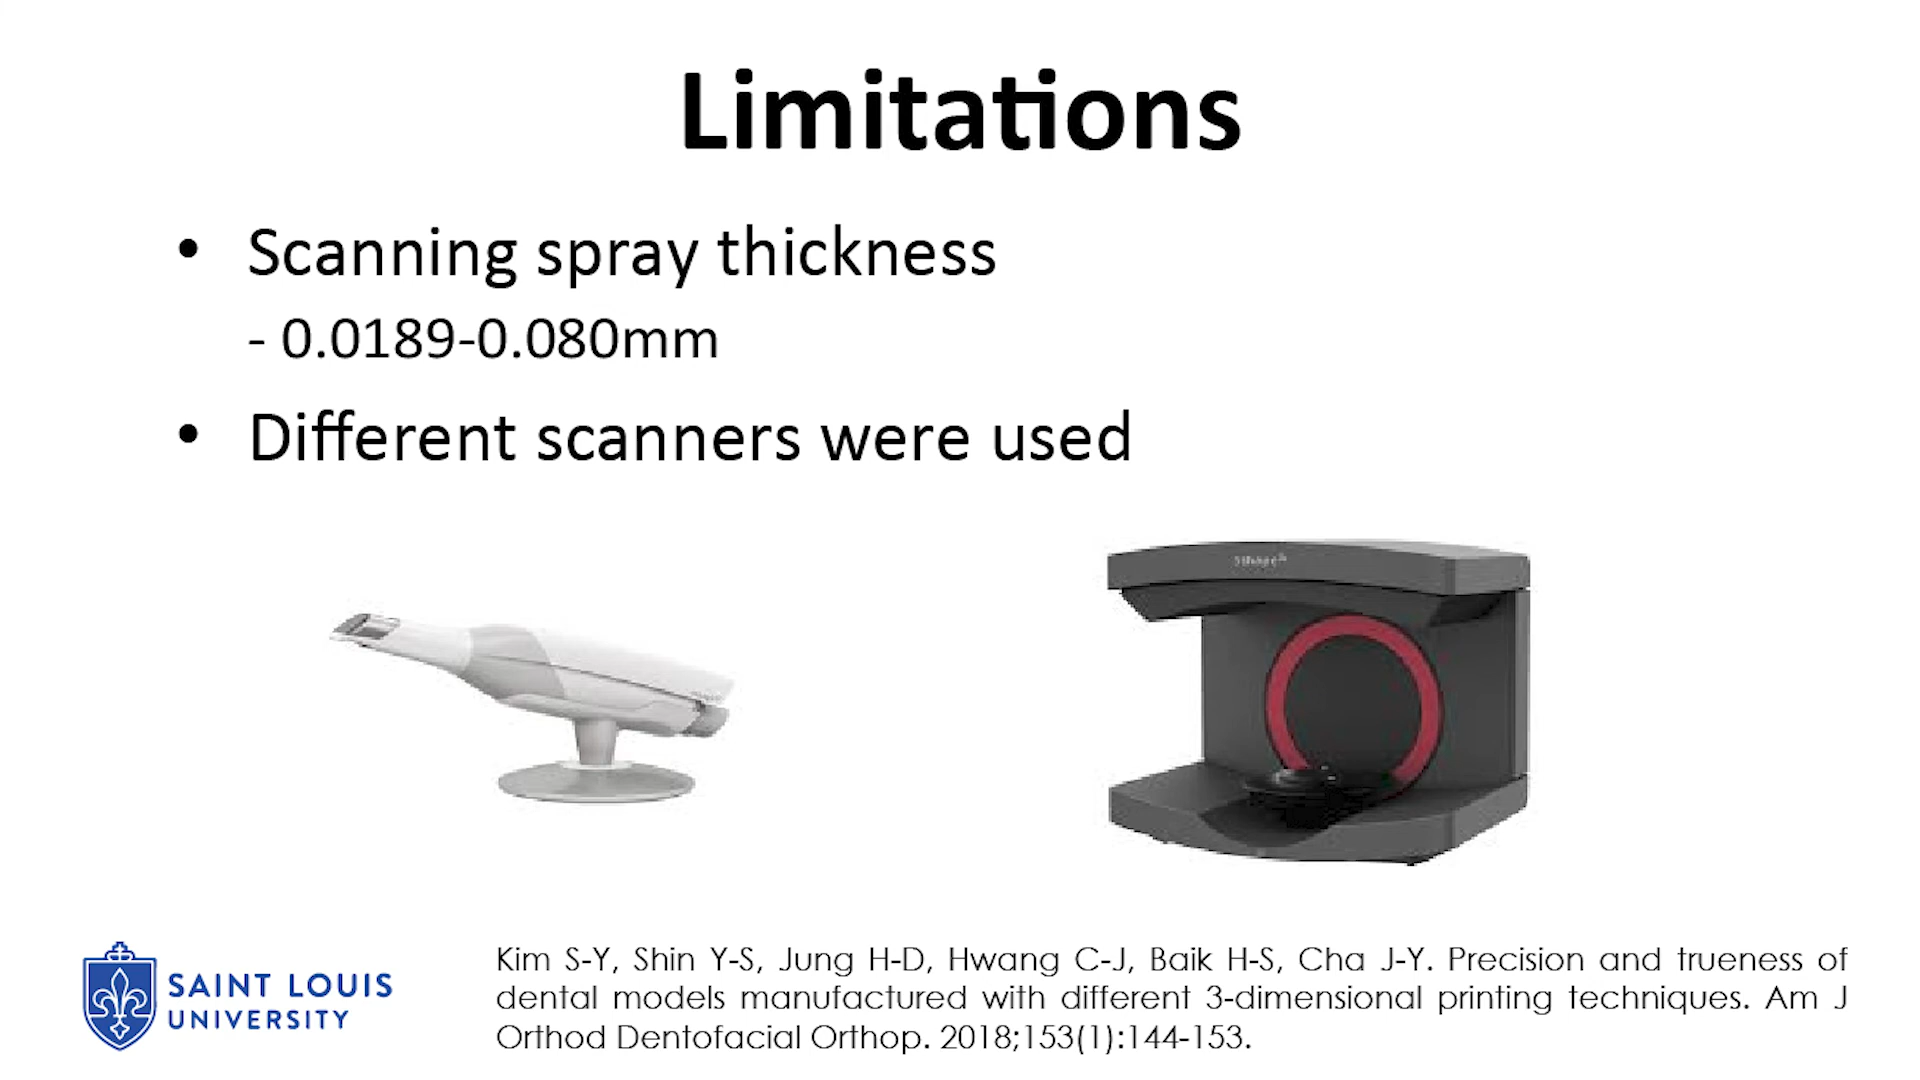 Limitations
• Scanning spray thickness
- 0.0189-0.080mm
• Different scanners were used
3shape
SAINT LOUIS
UNIVERSITY
Kim S-Y, Shin Y-S, Jung H-D, Hwang C-J, Baik H-S, Cha J-Y. Precision and trueness of
dental models manufactured with different 3-dimensional printing techniques. Am J
Orthod Dentofacial Orthop. 2018;153(1):144-153.